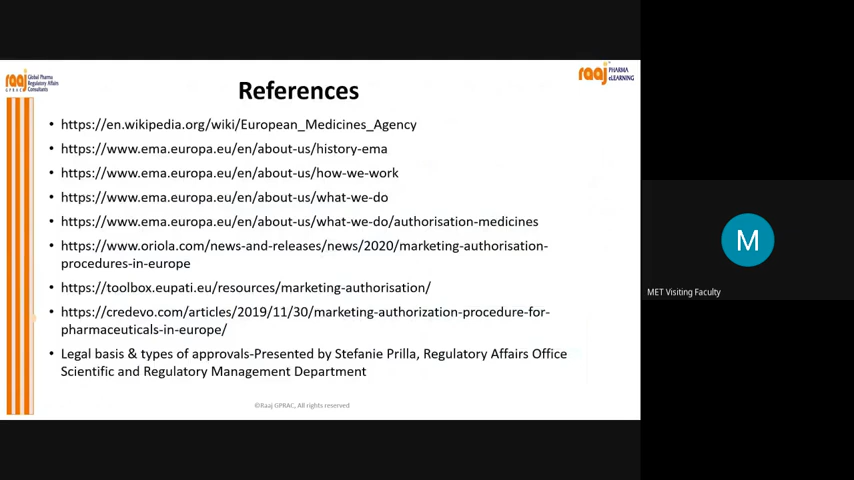 raaj
GPRAC
Global Pharma
Regulatory Affairs
Consultants
raaj
PHARMA
eLEARNING
References
• https://en.wikipedia.org/wiki/European_Medicines_Agency
• https://www.ema.europa.eu/en/about-us/history-ema
• https://www.ema.europa.eu/en/about-us/how-we-work
• https://www.ema.europa.eu/en/about-us/what-we-do
• https://www.ema.europa.eu/en/about-us/what-we-do/authorisation-medicines
• https://www.oriola.com/news-and-releases/news/2020/marketing-authorisation-
procedures-in-europe
• https://toolbox.eupati.eu/resources/marketing-authorisation/
• https://credevo.com/articles/2019/11/30/marketing-authorization-procedure-for-
pharmaceuticals-in-europe/
• Legal basis & types of approvals-Presented by Stefanie Prilla, Regulatory Affairs Office
Scientific and Regulatory Management Department
©Raaj GPRAC, All rights reserved
M
MET Visiting Faculty